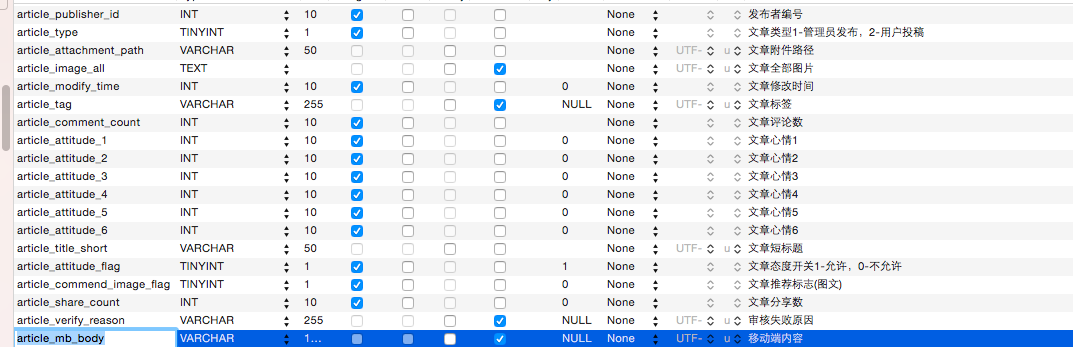 article_publisher_id INT 10 None 发布者编号
article_type TINYINT 1 None 文章类型1-管理员发布，2-用户投稿
article_attachment_path VARCHAR 50 None UTF- u 文章附件路径
article_image_all TEXT None UTF- u 文章全部图片
article_modify_time INT 10 0 None 文章修改时间
article_tag VARCHAR 255 NULL None UTF- u 文章标签
article_comment_count INT 10 None 文章评论数
article_attitude_1 INT 10 0 None 文章心情1
article_attitude_2 INT 10 0 None 文章心情2
article_attitude_3 INT 10 0 None 文章心情3
article_attitude_4 INT 10 0 None 文章心情4
article_attitude_5 INT 10 0 None 文章心情5
article_attitude_6 INT 10 0 None 文章心情6
article_title_short VARCHAR 50 None UTF- u 文章短标题
article_attitude_flag TINYINT 1 1 None 文章态度开关1-允许，0-不允许
article_commend_image_flag TINYINT 1 0 None 文章推荐标志(图文)
article_share_count INT 10 0 None 文章分享数
article_verify_reason VARCHAR 255 NULL None UTF- u 审核失败原因
article_mb_body VARCHAR 1... NULL None UTF- u 移动端内容